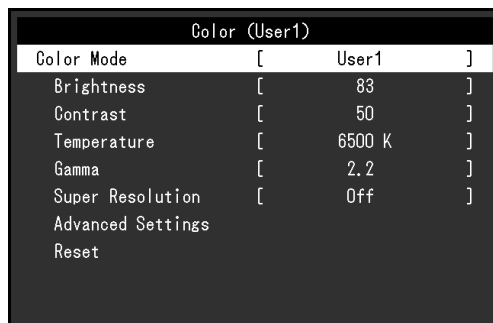 Color (User1)
Color Mode [ User1 ]
Brightness [ 83 ]
Contrast [ 50 ]
Temperature [ 6500 K ]
Gamma [ 2.2 ]
Super Resolution [ Off ]
Advanced Settings
Reset